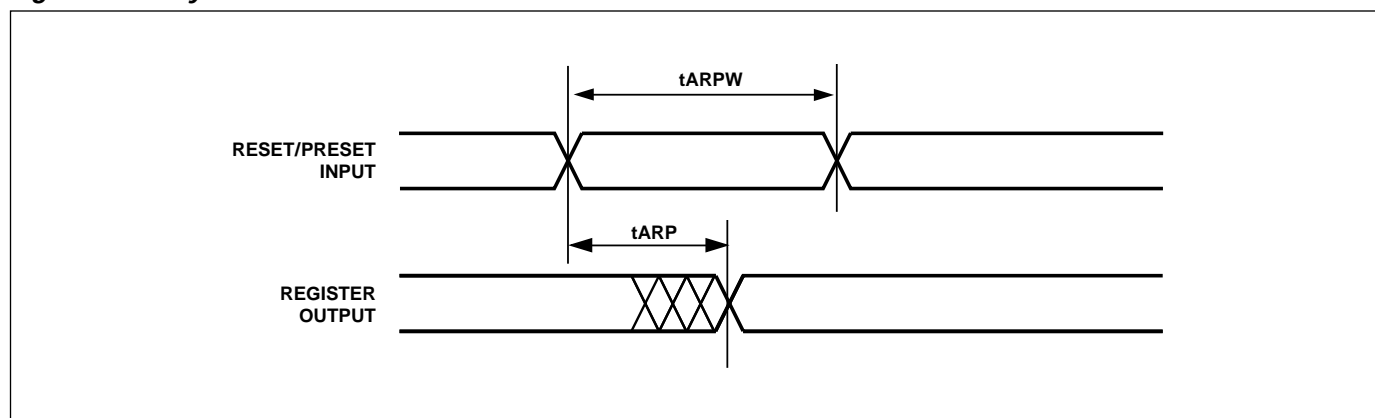 tARPW
RESET/PRESET
INPUT
tARP
REGISTER
OUTPUT